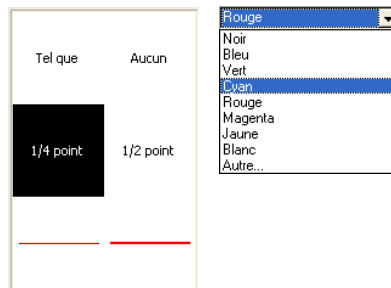 Tel que Aucun
1/4 point 1/2 point
Rouge
Noir
Bleu
Vert
Cyan
Rouge
Magenta
Jaune
Blanc
Autre...